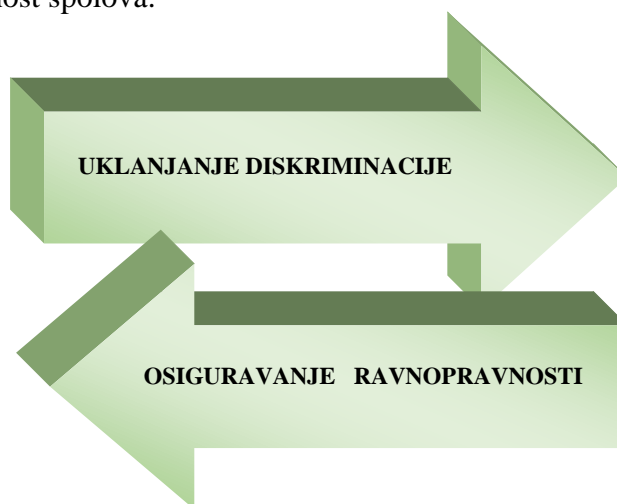 spolova.
UKLANJANJE DISKRIMINACIJE
OSIGURAVANJE RAVNOPRAVNOSTI